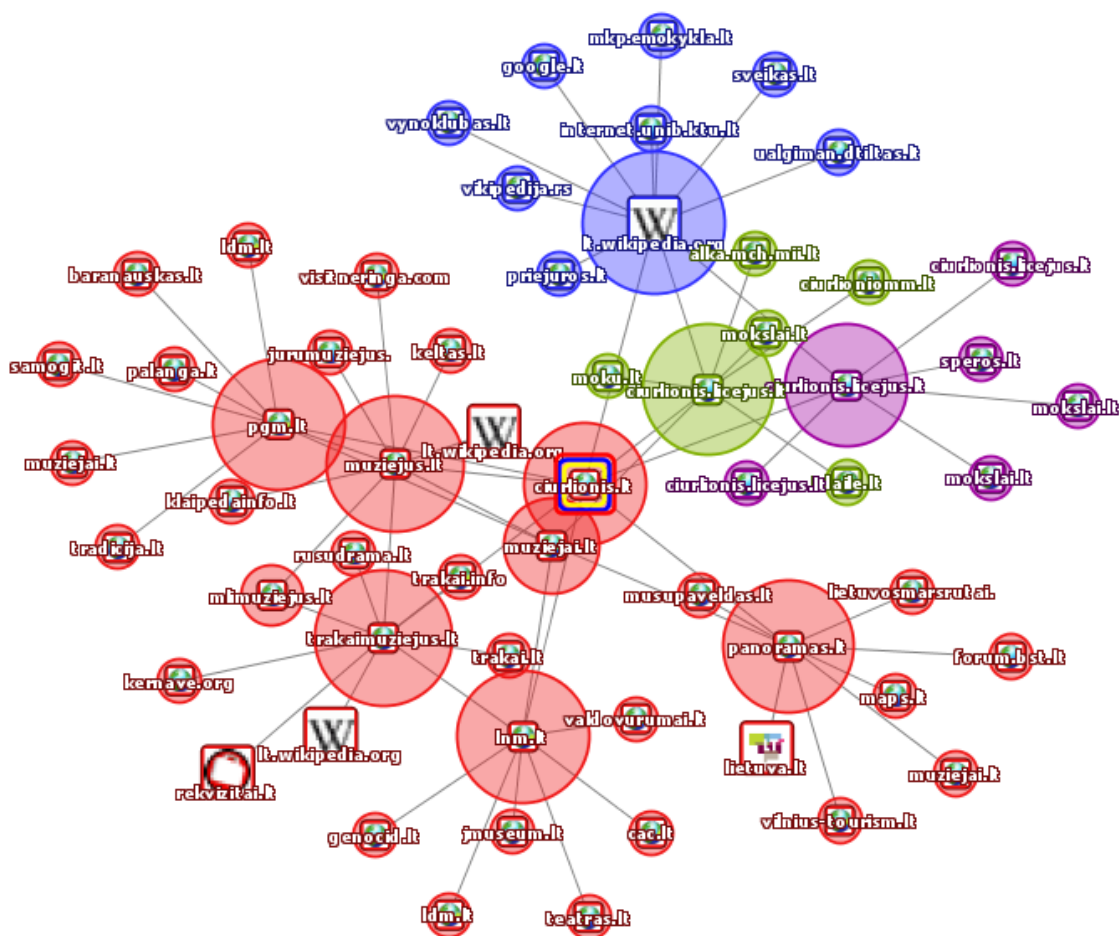 mkp.emokykla.lt
google.lt
sveikas.lt
vynoklubas.lt
internet.unib.ktu.lt
ualgiman.dtiltas.lt
vikipedija.rs
W
lt.wikipedia.org
ldm.lt
alka.mch.mii.lt
baranauskas.lt
visitneringa.com
priejuros.lt
ciurlionis.licejus.lt
ciurlioniomm.lt
mokslai.lt
jurumuziejus.
keltas.lt
samogit.lt
palanga.lt
speros.lt
moku.lt
ciurlionis.licejus.lt
ciurlionis.licejus.lt
mokslai.lt
pgm.lt
W
lt.wikipedia.org
muziejai.lt
muziejus.lt
ciurlionis.lt
ciurlionis.licejus.lt
lade.lt
mokslai.lt
klaipedainfo.lt
tradicija.lt
rusudrama.lt
muziejai.lt
trakai.info
mkmuziejus.lt
musupaveldas.lt
lietuvosmarsrutai.
trakaimuziejus.lt
panoramas.lt
trakai.lt
forum.bst.lt
kernave.org
maps.lt
valdovurumai.lt
W
lt.wikipedia.org
lnm.lt
LT
lietuva.lt
muziejai.lt
rekvizitai.lt
genocid.lt
jmuseum.lt
cac.lt
vilnius-tourism.lt
ldm.lt
teatras.lt